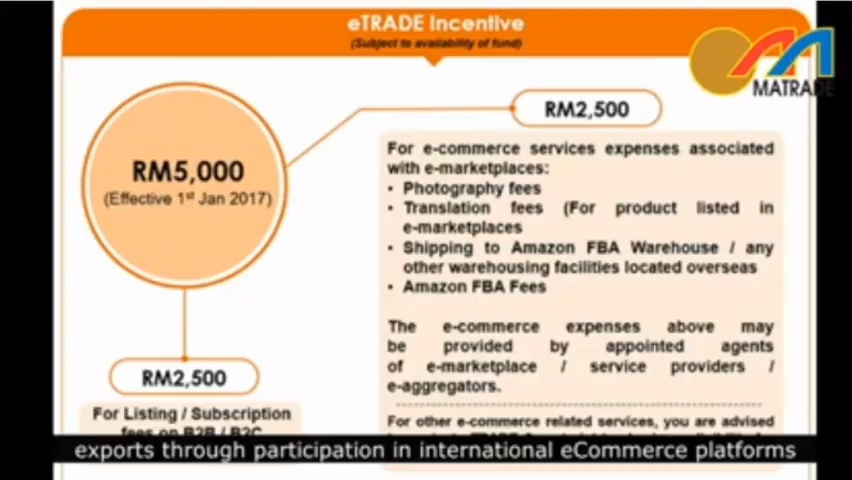 eTRADE Incentive
(Subject to availability of fund)
MATRADE
RM5,000
(Effective 1st Jan 2017)
RM2,500
For e-commerce services expenses associated
with e-marketplaces:
• Photography fees
• Translation fees (For product listed in
e-marketplaces
• Shipping to Amazon FBA Warehouse / any
other warehousing facilities located overseas
• Amazon FBA Fees
The e-commerce expenses above may
be provided by appointed agents
of e-marketplace / service providers /
e-aggregators.
For other e-commerce related services, you are advised
RM2,500
For Listing / Subscription
fees on B2B / B2C
exports through participation in international eCommerce platforms